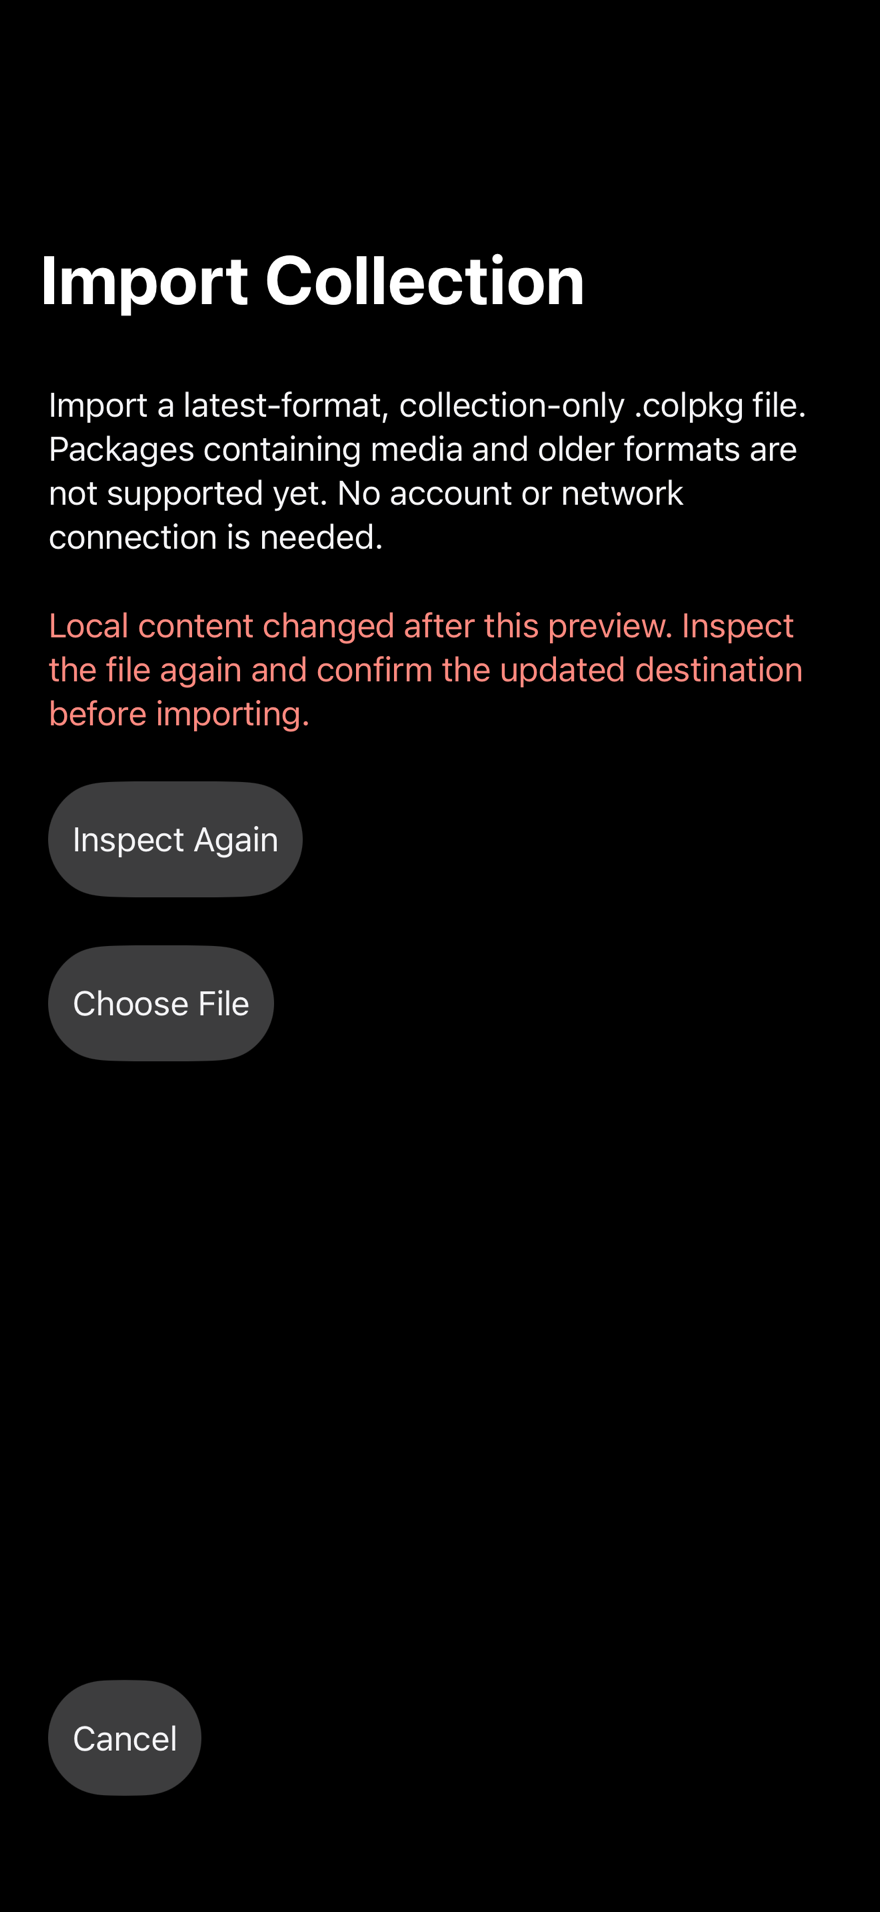 Import Collection
Import a latest-format, collection-only .colpkg file.
Packages containing media and older formats are
not supported yet. No account or network
connection is needed.
Local content changed after this preview. Inspect
the file again and confirm the updated destination
before importing.
Inspect Again
Choose File
Cancel